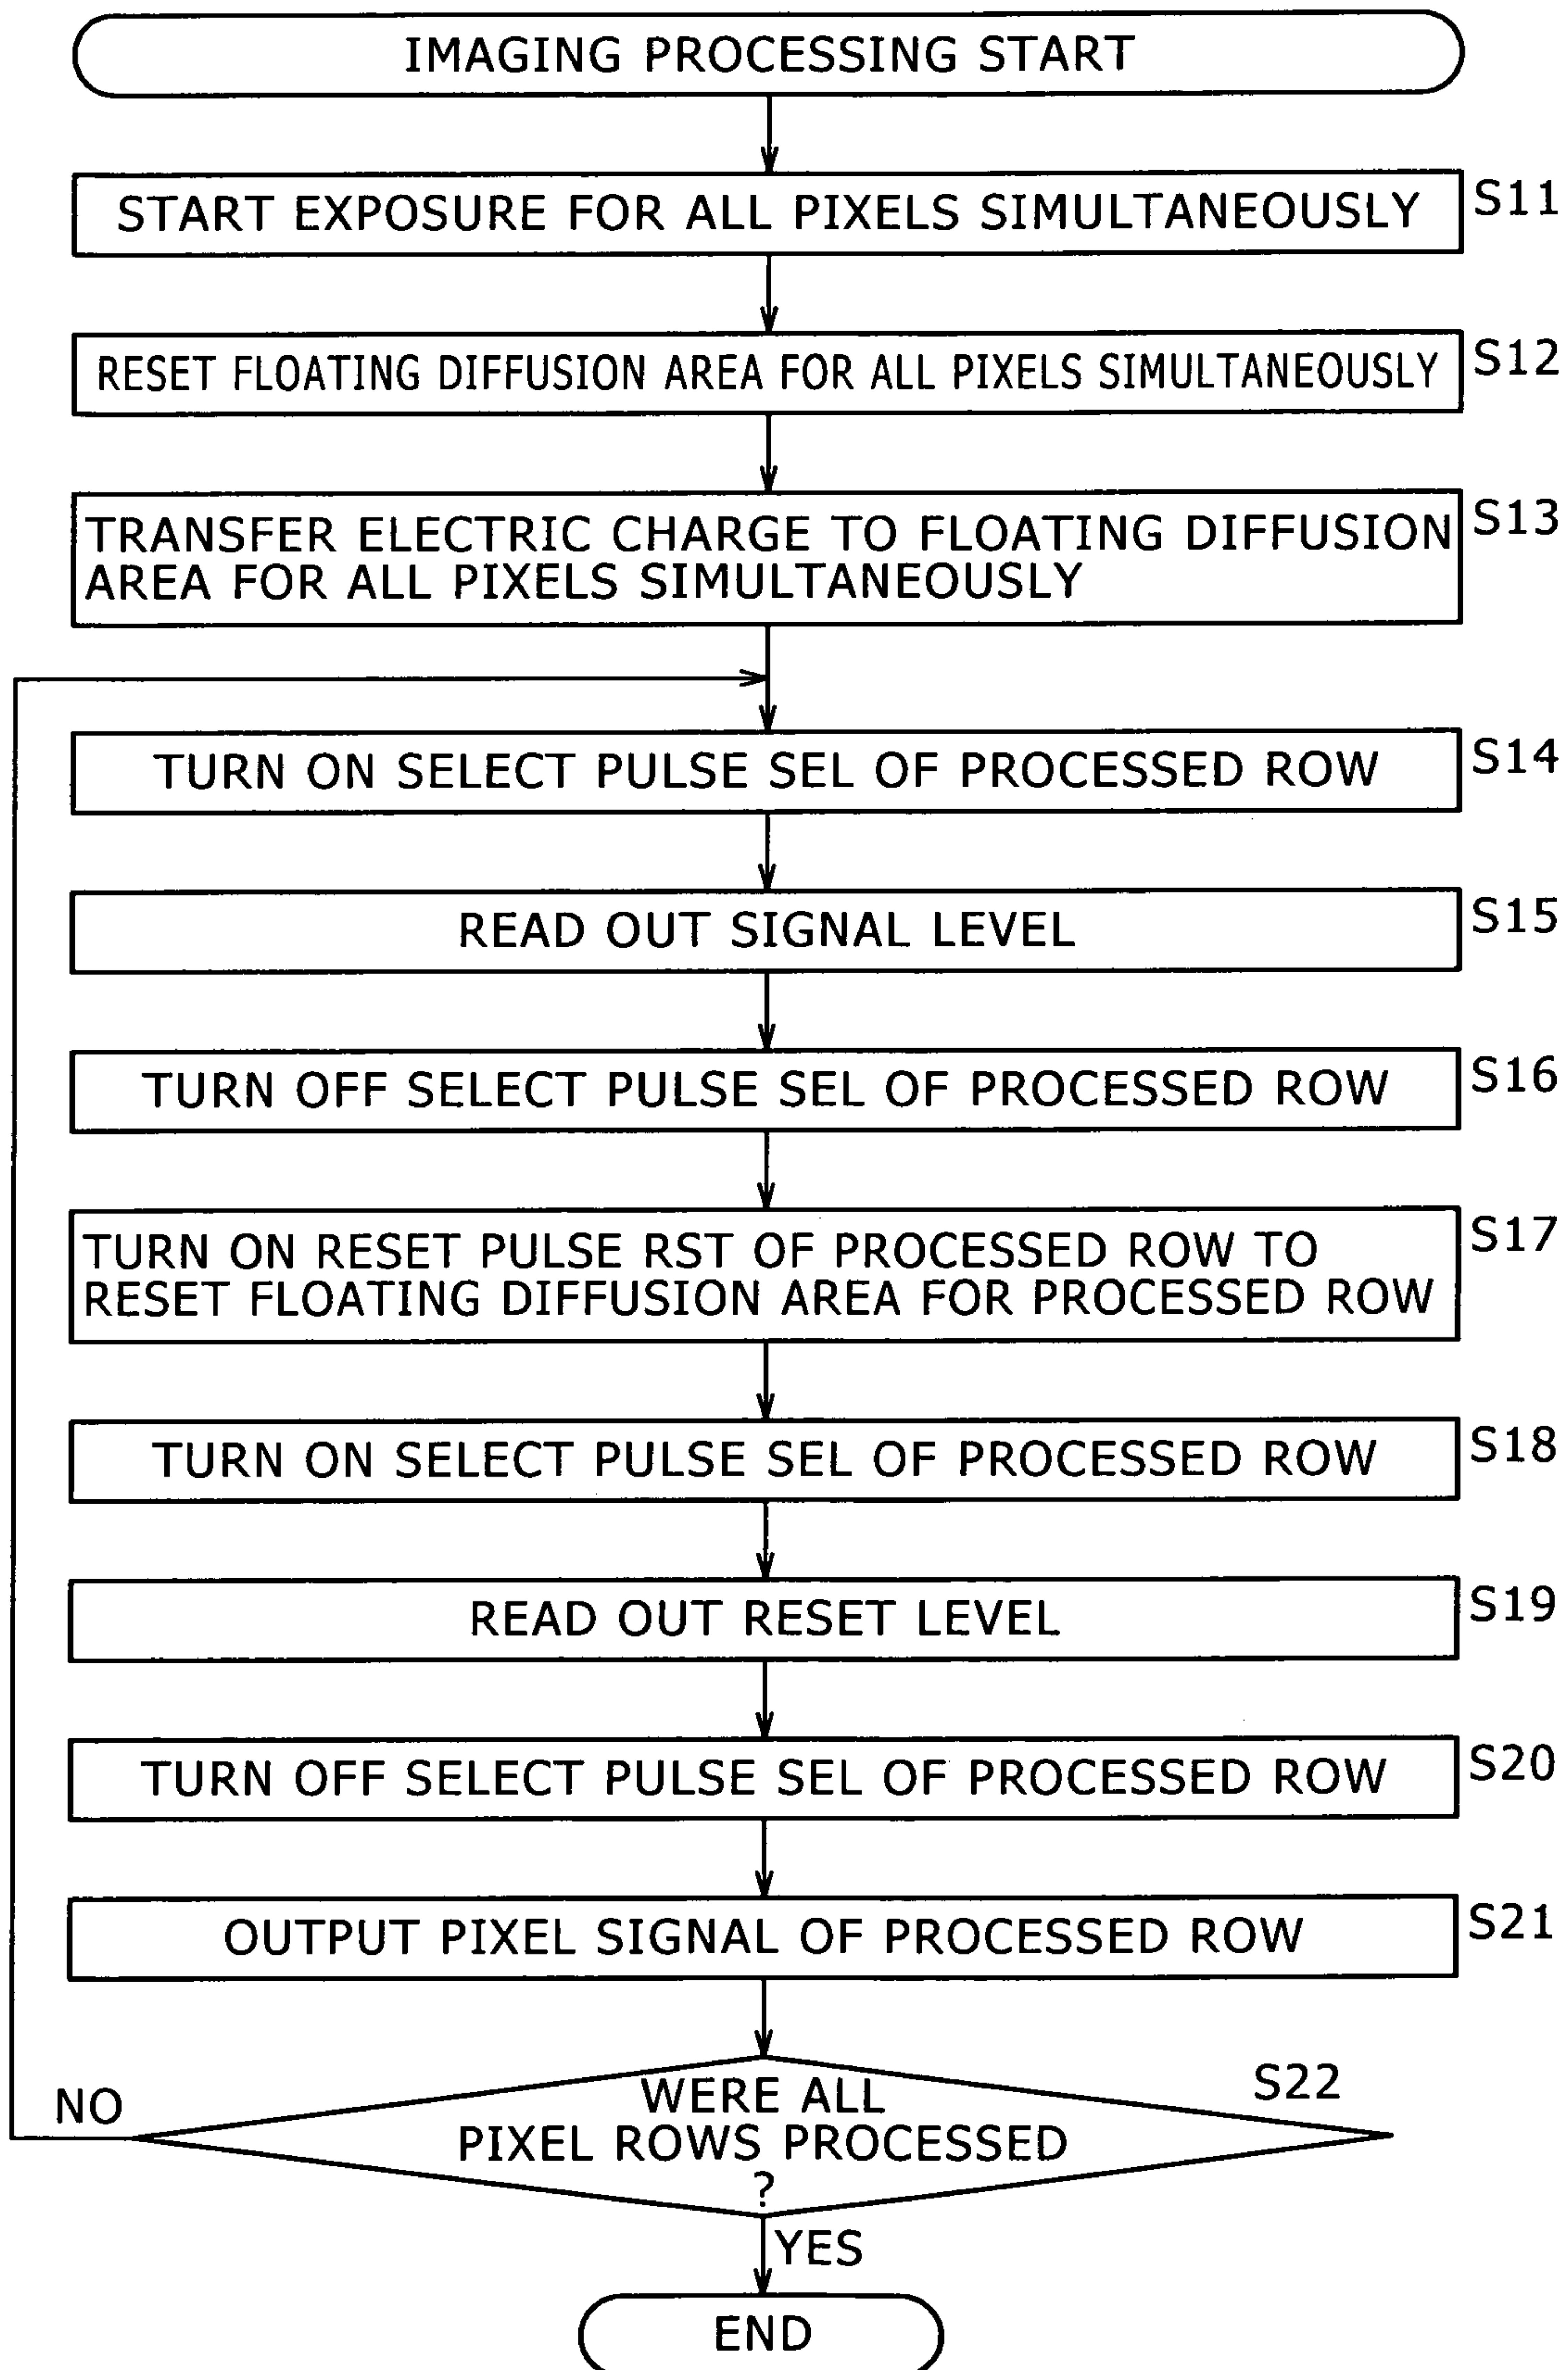 IMAGING PROCESSING START
START EXPOSURE FOR ALL PIXELS SIMULTANEOUSLY
S11
RESET FLOATING DIFFUSION AREA FOR ALL PIXELS SIMULTANEOUSLY
S12
TRANSFER ELECTRIC CHARGE TO FLOATING DIFFUSION
AREA FOR ALL PIXELS SIMULTANEOUSLY
S13
TURN ON SELECT PULSE SEL OF PROCESSED ROW
S14
READ OUT SIGNAL LEVEL
S15
TURN OFF SELECT PULSE SEL OF PROCESSED ROW
S16
TURN ON RESET PULSE RST OF PROCESSED ROW TO
RESET FLOATING DIFFUSION AREA FOR PROCESSED ROW
S17
TURN ON SELECT PULSE SEL OF PROCESSED ROW
S18
READ OUT RESET LEVEL
S19
TURN OFF SELECT PULSE SEL OF PROCESSED ROW
S20
OUTPUT PIXEL SIGNAL OF PROCESSED ROW
S21
WERE ALL
PIXEL ROWS PROCESSED
?
S22
NO
YES
END